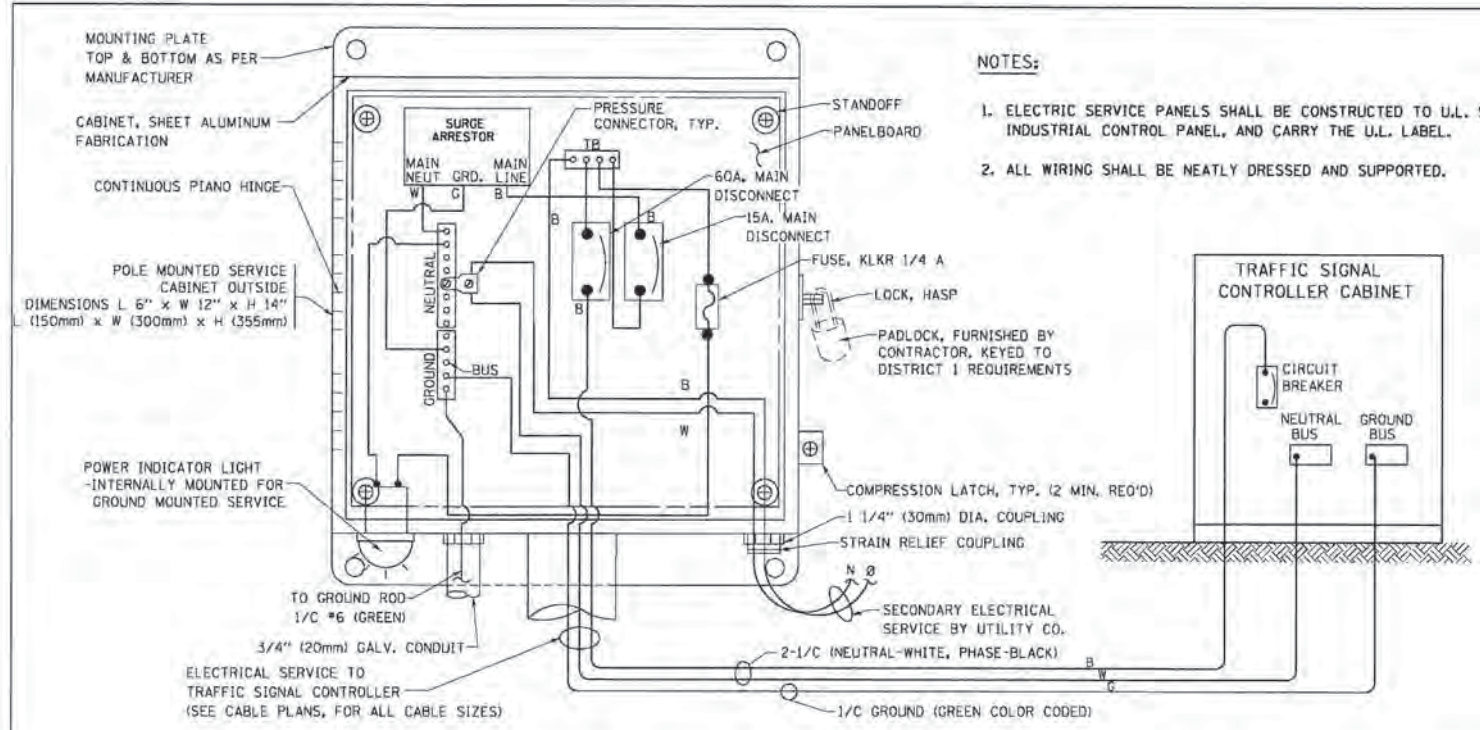 MOUNTING PLATE
TOP & BOTTOM AS PER
MANUFACTURER
CABINET, SHEET ALUMINUM
FABRICATION
CONTINUOUS PIANO HINGE
POLE MOUNTED SERVICE
CABINET OUTSIDE
DIMENSIONS L 6" x W 12" x H 14"
L (150mm) x W (300mm) x H (355mm)
POWER INDICATOR LIGHT
-INTERNALLY MOUNTED FOR
GROUND MOUNTED SERVICE
TO GROUND ROD
1/C #6 (GREEN)
3/4" (20mm) GALV. CONDUIT
ELECTRICAL SERVICE TO
TRAFFIC SIGNAL CONTROLLER
(SEE CABLE PLANS, FOR ALL CABLE SIZES)
SURGE
ARRESTOR
MAIN
NEUT
GRD.
MAIN
LINE
W
G
B
PRESSURE
CONNECTOR, TYP.
TB
60A, MAIN
DISCONNECT
15A, MAIN
DISCONNECT
B
B
B
NEUTRAL
GROUND
BUS
B
W
STANDOFF
PANELBOARD
FUSE, KLKR 1/4 A
LOCK, HASP
PADLOCK, FURNISHED BY
CONTRACTOR, KEYED TO
DISTRICT 1 REQUIREMENTS
COMPRESSION LATCH, TYP. (2 MIN. REQ'D)
1 1/4" (30mm) DIA. COUPLING
STRAIN RELIEF COUPLING
N Ø
SECONDARY ELECTRICAL
SERVICE BY UTILITY CO.
2-1/C (NEUTRAL-WHITE, PHASE-BLACK)
B
W
G
1/C GROUND (GREEN COLOR CODED)
NOTES:
1. ELECTRIC SERVICE PANELS SHALL BE CONSTRUCTED TO U.L.
INDUSTRIAL CONTROL PANEL, AND CARRY THE U.L. LABEL.
2. ALL WIRING SHALL BE NEATLY DRESSED AND SUPPORTED.
TRAFFIC SIGNAL
CONTROLLER CABINET
CIRCUIT
BREAKER
NEUTRAL
BUS
GROUND
BUS